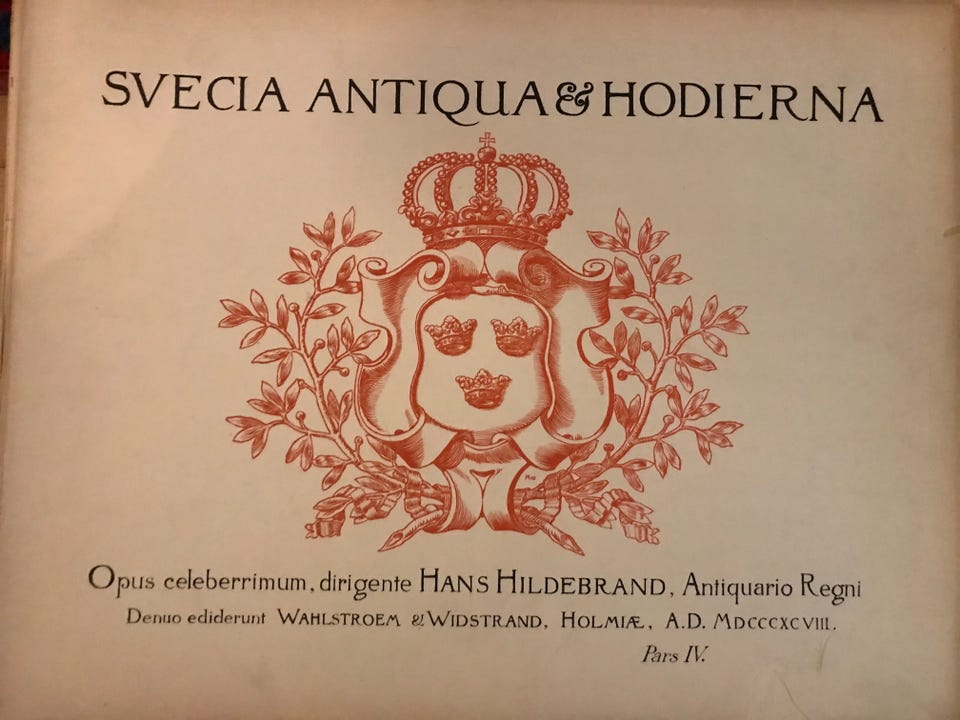 SVECIA ANTIQUA & HODIERNA
Opus celeberrimum, dirigente HANS HILDEBRAND, Antiquario Regni
Denuo ediderunt WAHLSTROEM & WIDSTRAND, HOLMIÆ, A.D. MDCCCXCVIII.
Pars IV.